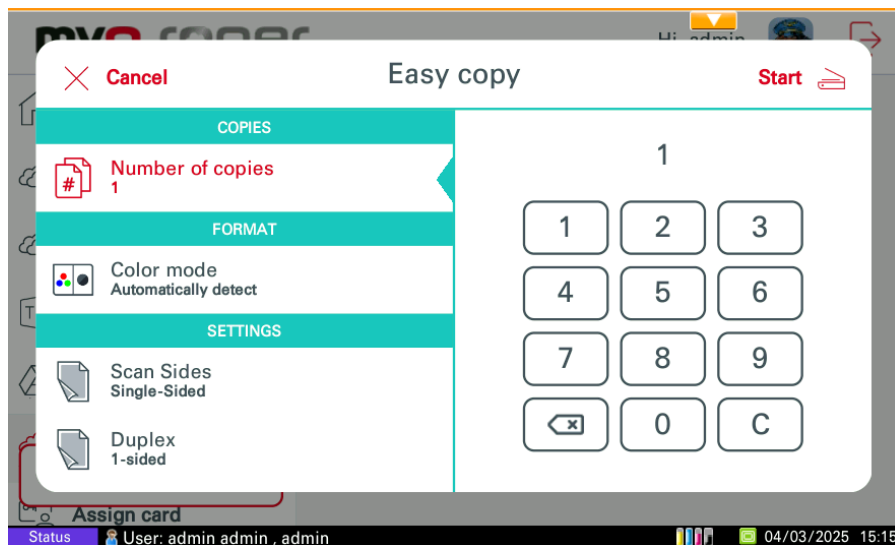 Hi, admin
Cancel
Easy copy
Start
COPIES
Number of copies
1
FORMAT
Color mode
Automatically detect
SETTINGS
Scan Sides
Single-Sided
Duplex
1-sided
1
1 2 3
4 5 6
7 8 9
0 C
Assign card
Status
User: admin admin , admin
04/03/2025 15:15